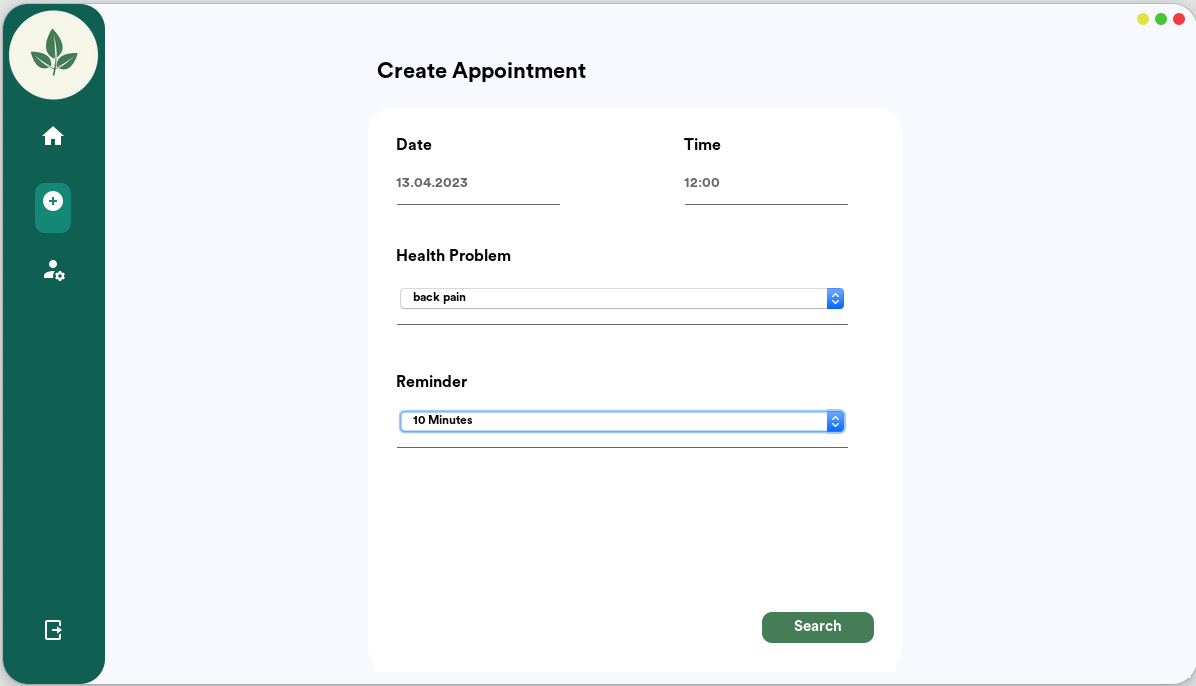 Create Appointment
Date Time
13.04.2023 12:00
Health Problem
back pain
Reminder
10 Minutes
Search